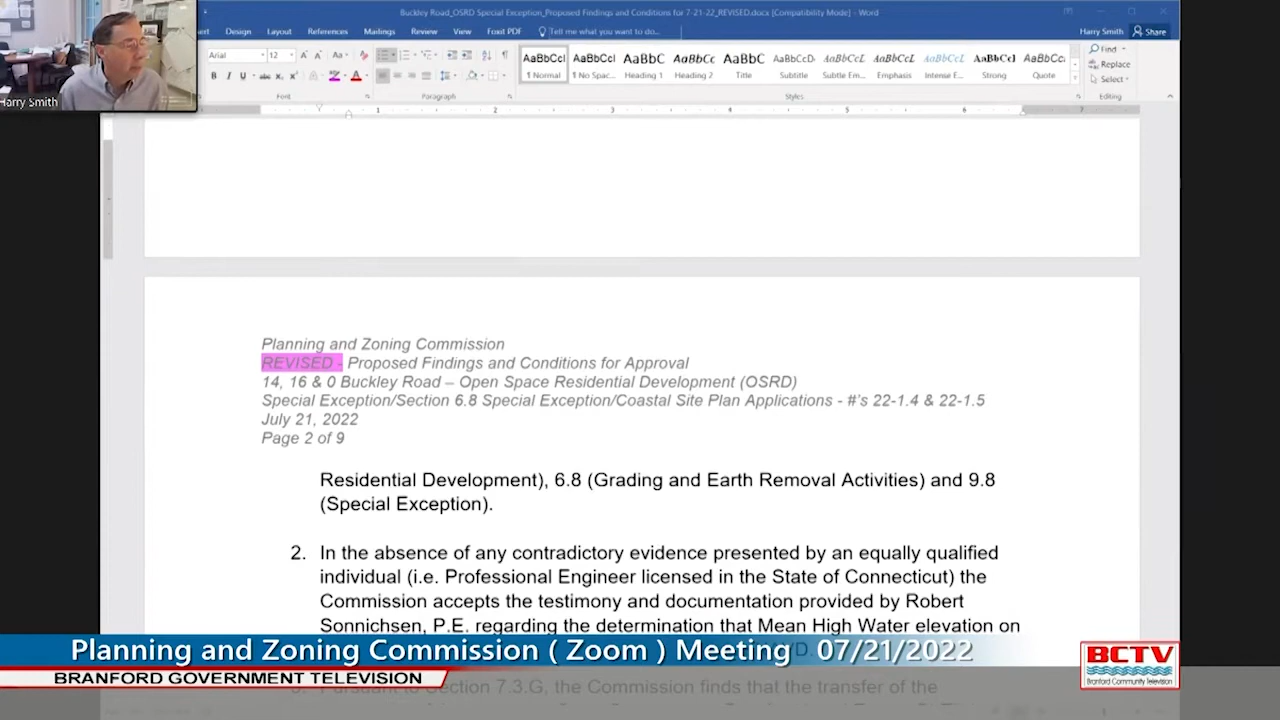 Buckley Road_OSRD Special Exception_Proposed Findings and Conditions for 7-21-22_REVISED.docx [Compatibility Mode] - Word
Design Layout References Mailings Review View Foxit PDF Tell me what you want to do... Harry Smith Share
Arial 12 AaBbCcI AaBbCcI AaBbC AaBbCc AaBbC AaBbCcD AaBbCcL AaBbCcL AaBbCcL AaBbCcI AaBbCc Find
Replace
1 Normal 1 No Spac... Heading 1 Heading 2 Title Subtitle Subtle Em... Emphasis Intense E... Strong Quote Select
Font Paragraph Styles Editing
Harry Smith
1 2 3 4 5 6 7
Planning and Zoning Commission
REVISED - Proposed Findings and Conditions for Approval
14, 16 & 0 Buckley Road – Open Space Residential Development (OSRD)
Special Exception/Section 6.8 Special Exception/Coastal Site Plan Applications - #'s 22-1.4 & 22-1.5
July 21, 2022
Page 2 of 9
Residential Development), 6.8 (Grading and Earth Removal Activities) and 9.8
(Special Exception).
2. In the absence of any contradictory evidence presented by an equally qualified
individual (i.e. Professional Engineer licensed in the State of Connecticut) the
Commission accepts the testimony and documentation provided by Robert
Sonnichsen, P.E. regarding the determination that Mean High Water elevation on
Planning and Zoning Commission ( Zoom ) Meeting 07/21/2022
BRANFORD GOVERNMENT TELEVISION
BCTV
Branford Community Television
3. Pursuant to Section 7.3.G, the Commission finds that the transfer of the